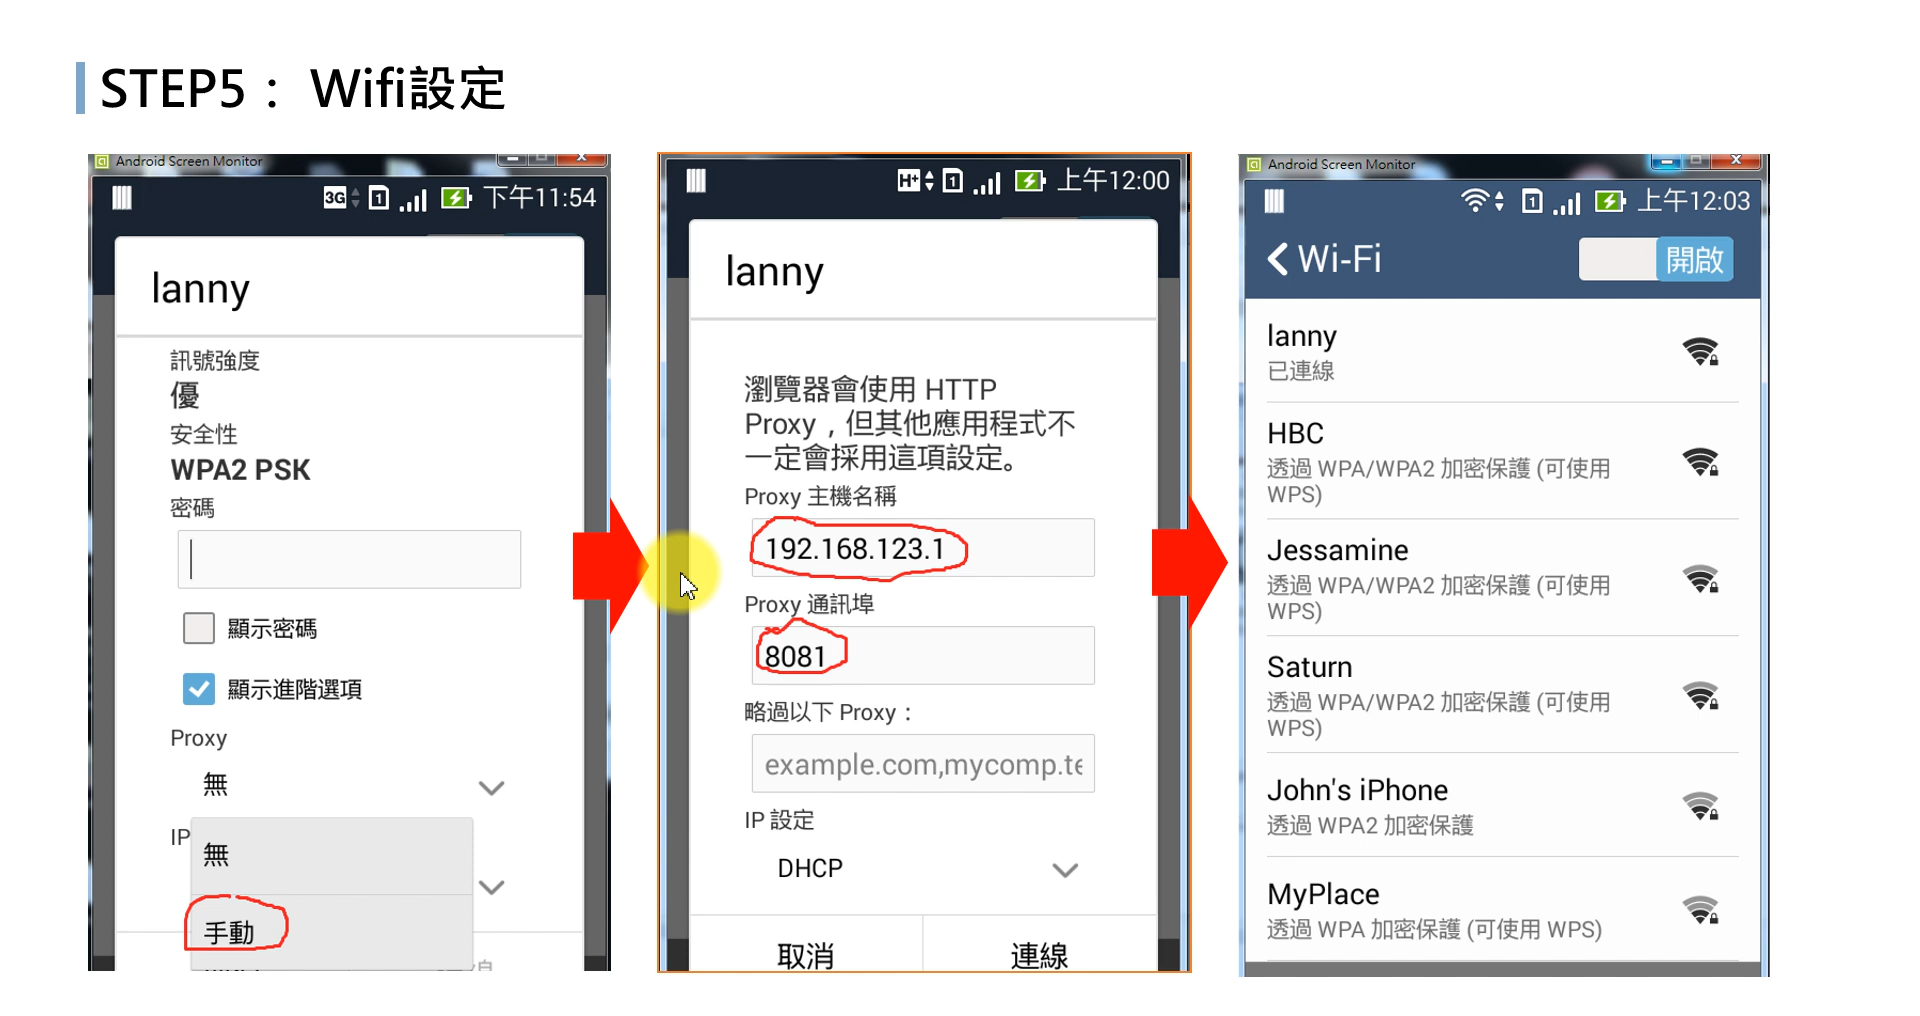 STEP5： Wifi設定
Android Screen Monitor
3G 1 下午11:54
lanny
訊號強度
優
安全性
WPA2 PSK
密碼
顯示密碼
顯示進階選項
Proxy
無
IP
無
手動
H+ 1 上午12:00
lanny
瀏覽器會使用 HTTP
Proxy，但其他應用程式不
一定會採用這項設定。
Proxy 主機名稱
192.168.123.1
Proxy 通訊埠
8081
略過以下 Proxy：
example.com,mycomp.te
IP 設定
DHCP
取消 連線
Android Screen Monitor
1 上午12:03
Wi-Fi 開啟
lanny
已連線
HBC
透過 WPA/WPA2 加密保護 (可使用
WPS)
Jessamine
透過 WPA/WPA2 加密保護 (可使用
WPS)
Saturn
透過 WPA/WPA2 加密保護 (可使用
WPS)
John's iPhone
透過 WPA2 加密保護
MyPlace
透過 WPA 加密保護 (可使用 WPS)